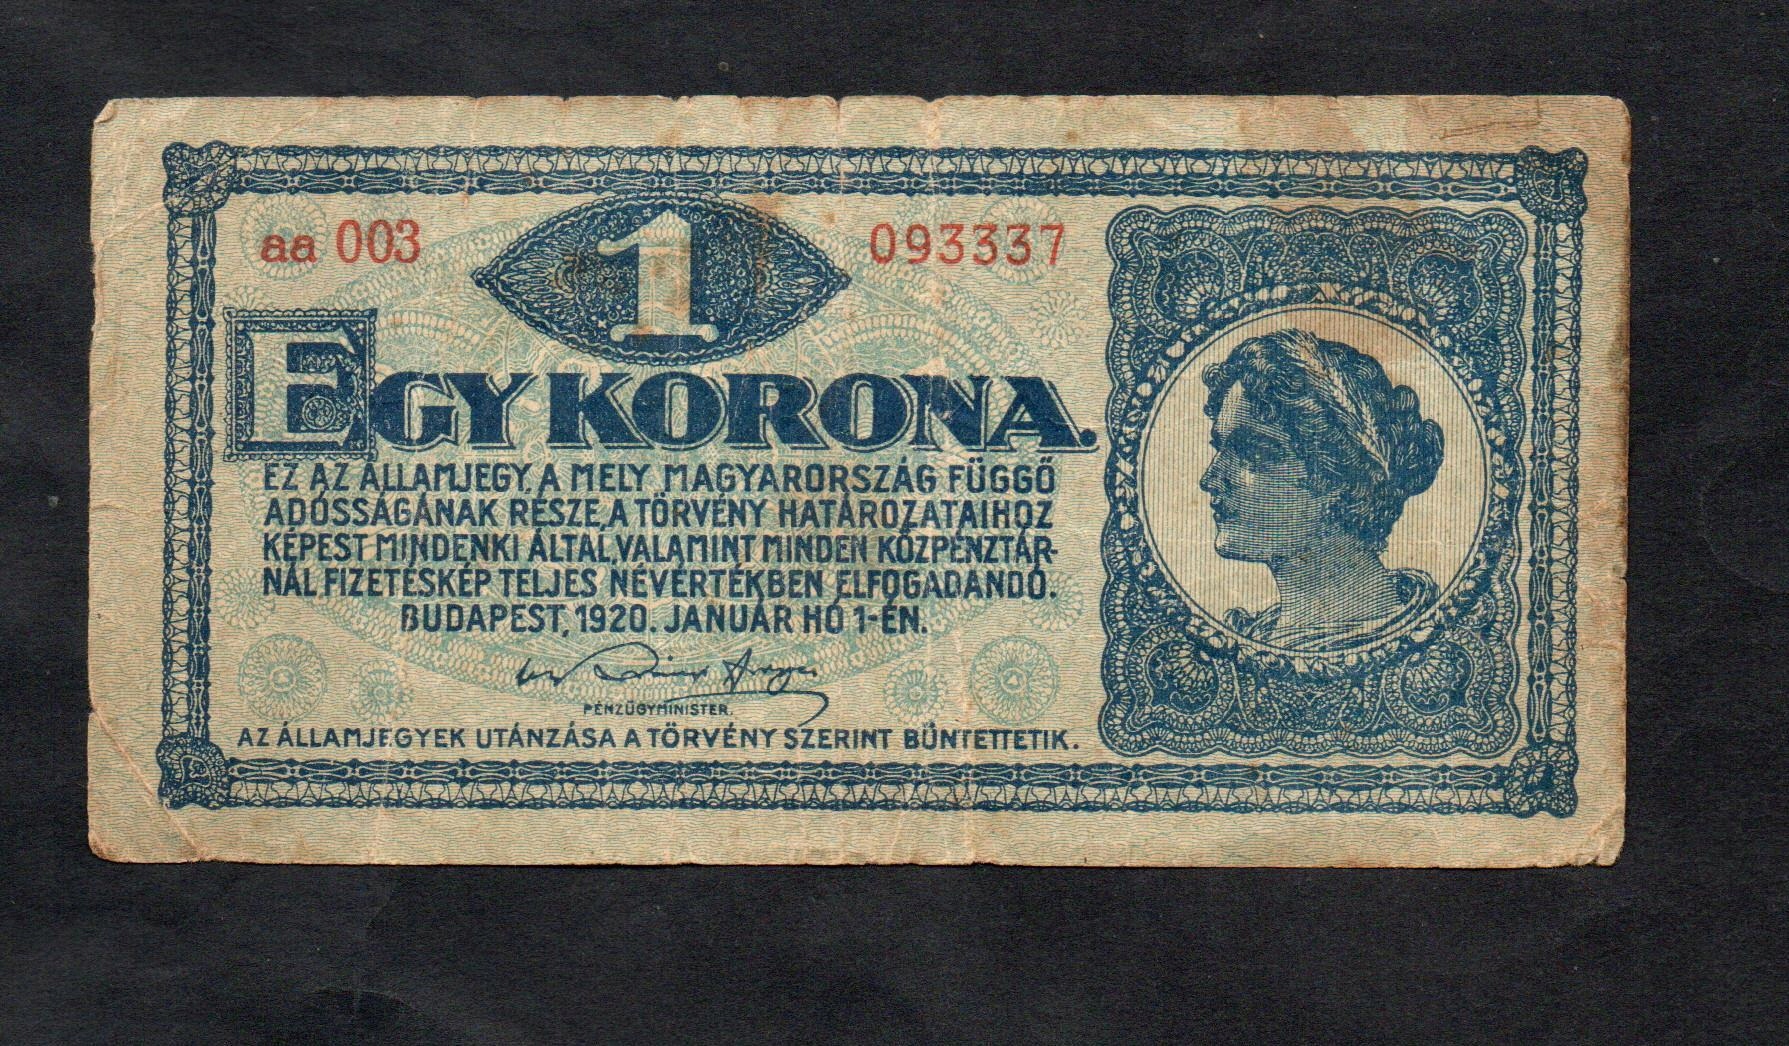 aa 003
1
093337
EGY KORONA.
EZ AZ ÁLLAMJEGY, A MELY MAGYARORSZÁG FÜGGŐ
ADÓSSÁGÁNAK RÉSZE, A TÖRVÉNY HATÁROZATAIHOZ
KÉPEST MINDENKI ÁLTAL, VALAMINT MINDEN KÖZPÉNZTÁR-
NÁL FIZETÉSKÉP TELJES NÉVÉRTÉKBEN ELFOGADANDÓ.
BUDAPEST, 1920. JANUÁR HÓ 1-ÉN.
PÉNZÜGYMINISTER.
AZ ÁLLAMJEGYEK UTÁNZÁSA A TÖRVÉNY SZERINT BÜNTETTETIK.